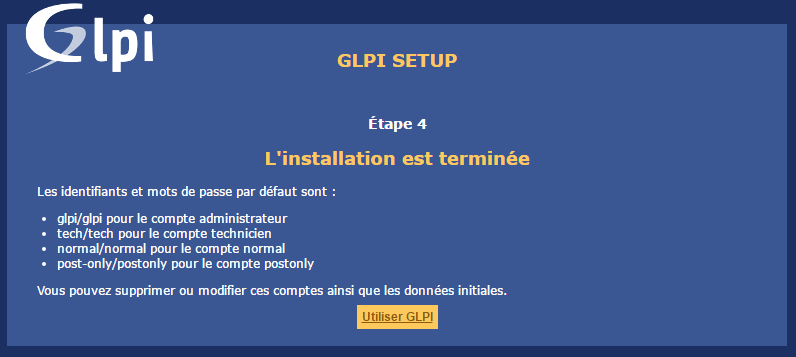 Glpi
GLPI SETUP
Étape 4
L'installation est terminée
Les identifiants et mots de passe par défaut sont :
• glpi/glpi pour le compte administrateur
• tech/tech pour le compte technicien
• normal/normal pour le compte normal
• post-only/postonly pour le compte postonly
Vous pouvez supprimer ou modifier ces comptes ainsi que les données initiales.
Utiliser GLPI